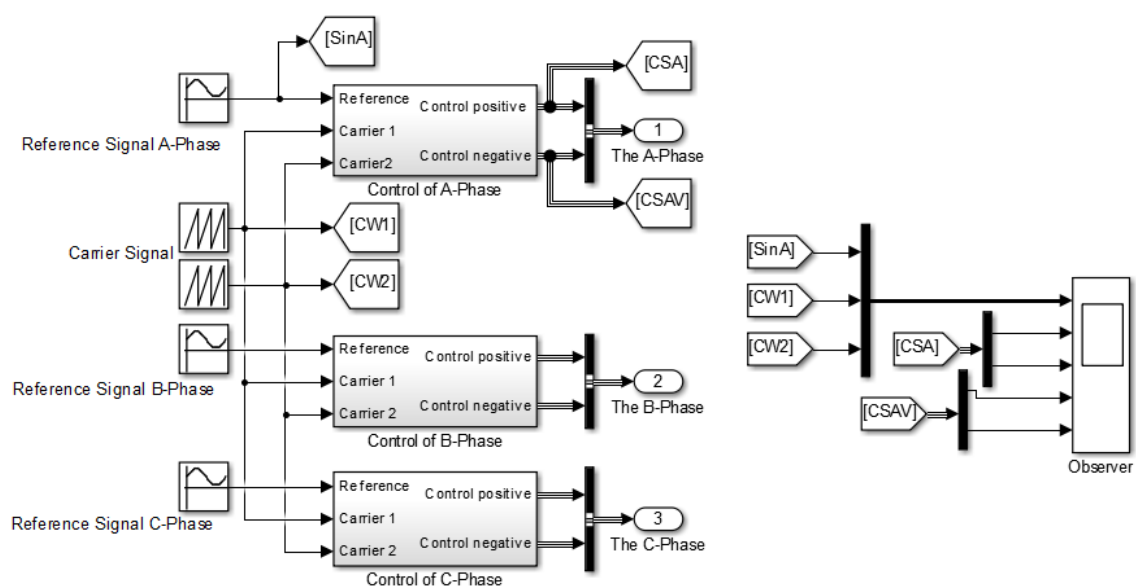 [SinA]
[CSA]
Reference
Control positive
Reference Signal A-Phase
Carrier 1
1
The A-Phase
Carrier2
Control negative
Control of A-Phase
[CSAV]
[CW1]
Carrier Signal
[CW2]
Reference
Control positive
Reference Signal B-Phase
Carrier 1
2
The B-Phase
Carrier 2
Control negative
Control of B-Phase
Reference
Control positive
Reference Signal C-Phase
Carrier 1
3
The C-Phase
Carrier 2
Control negative
Control of C-Phase
[SinA]
[CW1]
[CW2]
[CSA]
[CSAV]
Observer